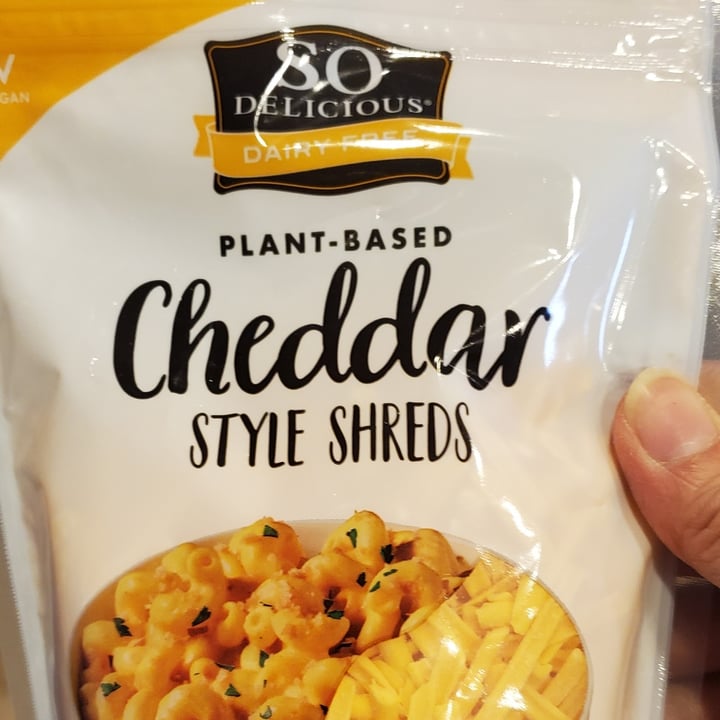 SO
DELICIOUS®
DAIRY FREE
PLANT-BASED
Cheddar
STYLE SHREDS